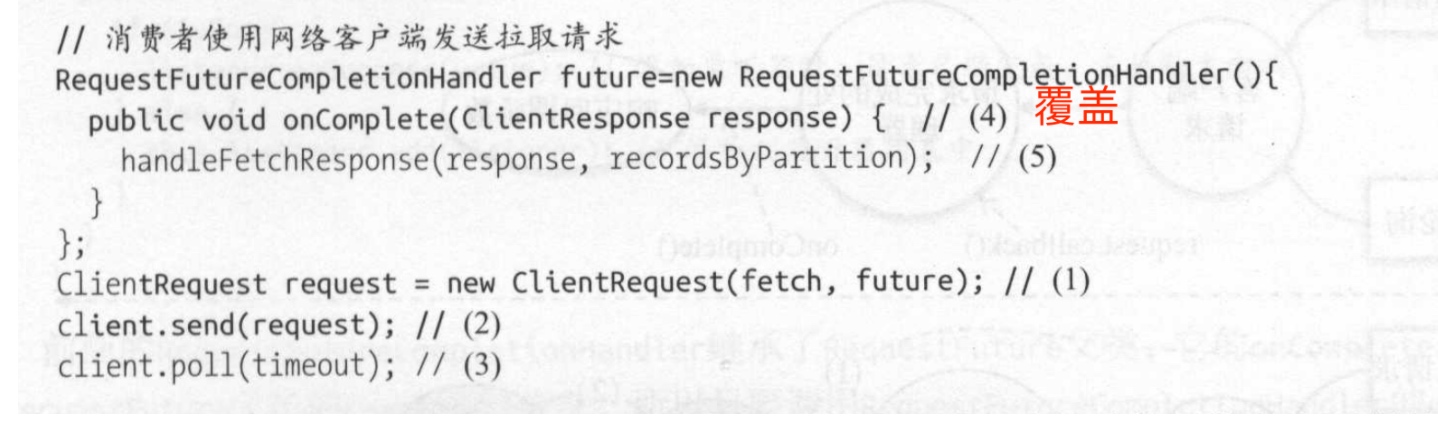 // 消费者使用网络客户端发送拉取请求
RequestFutureCompletionHandler future=new RequestFutureCompletionHandler(){
public void onComplete(ClientResponse response) { // (4) 覆盖
handleFetchResponse(response, recordsByPartition); // (5)
}
};
ClientRequest request = new ClientRequest(fetch, future); // (1)
client.send(request); // (2)
client.poll(timeout); // (3)